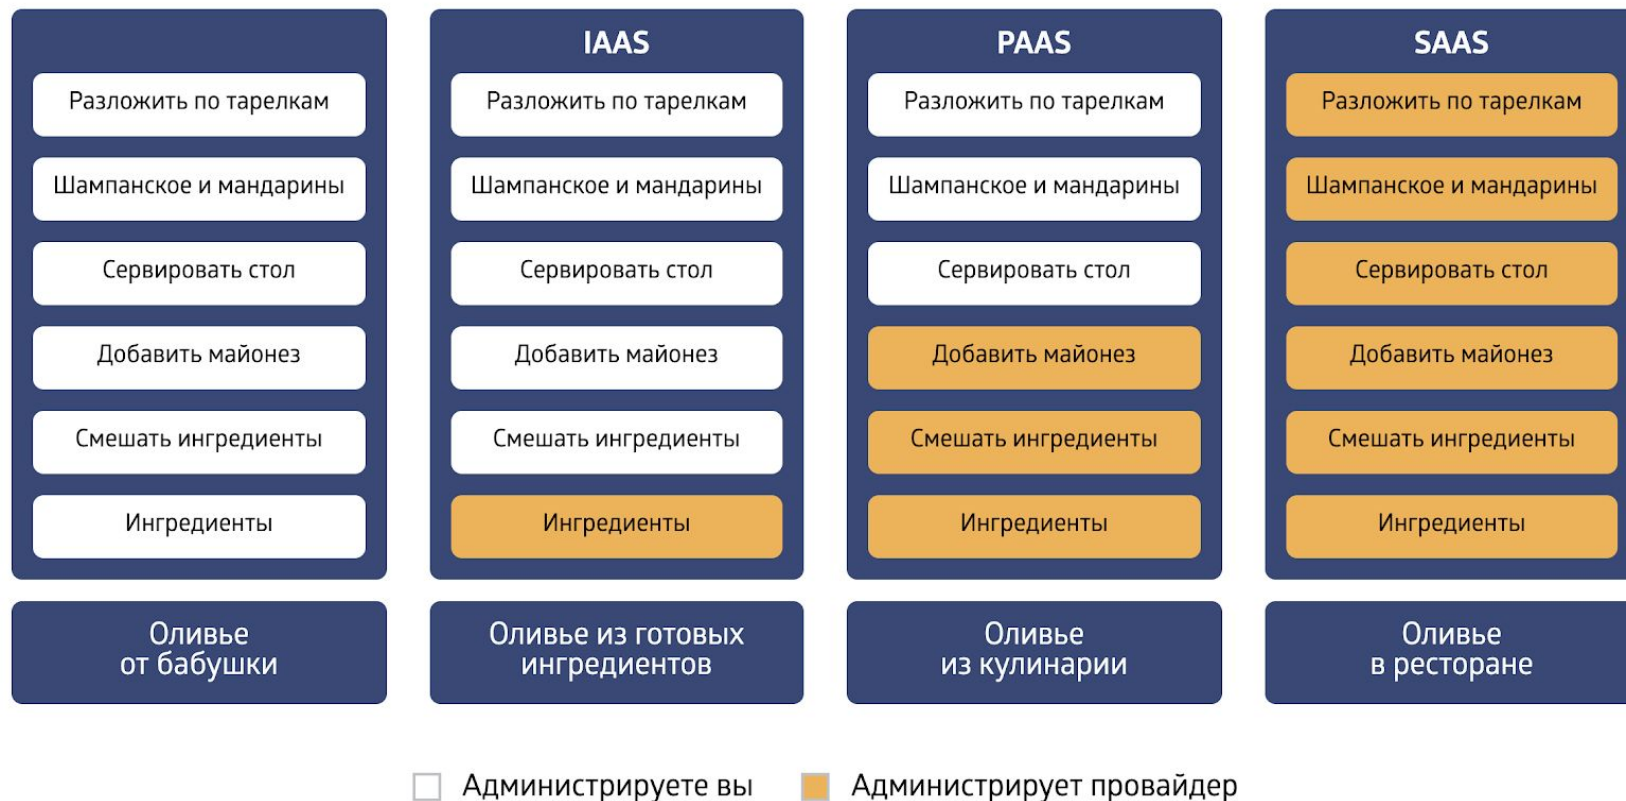 Разложить по тарелкам
Шампанское и мандарины
Сервировать стол
Добавить майонез
Смешать ингредиенты
Ингредиенты
Оливье
от бабушки
IAAS
Разложить по тарелкам
Шампанское и мандарины
Сервировать стол
Добавить майонез
Смешать ингредиенты
Ингредиенты
Оливье из готовых
ингредиентов
PAAS
Разложить по тарелкам
Шампанское и мандарины
Сервировать стол
Добавить майонез
Смешать ингредиенты
Ингредиенты
Оливье
из кулинарии
SAAS
Разложить по тарелкам
Шампанское и мандарины
Сервировать стол
Добавить майонез
Смешать ингредиенты
Ингредиенты
Оливье
в ресторане
Администрируете вы
Администрирует провайдер